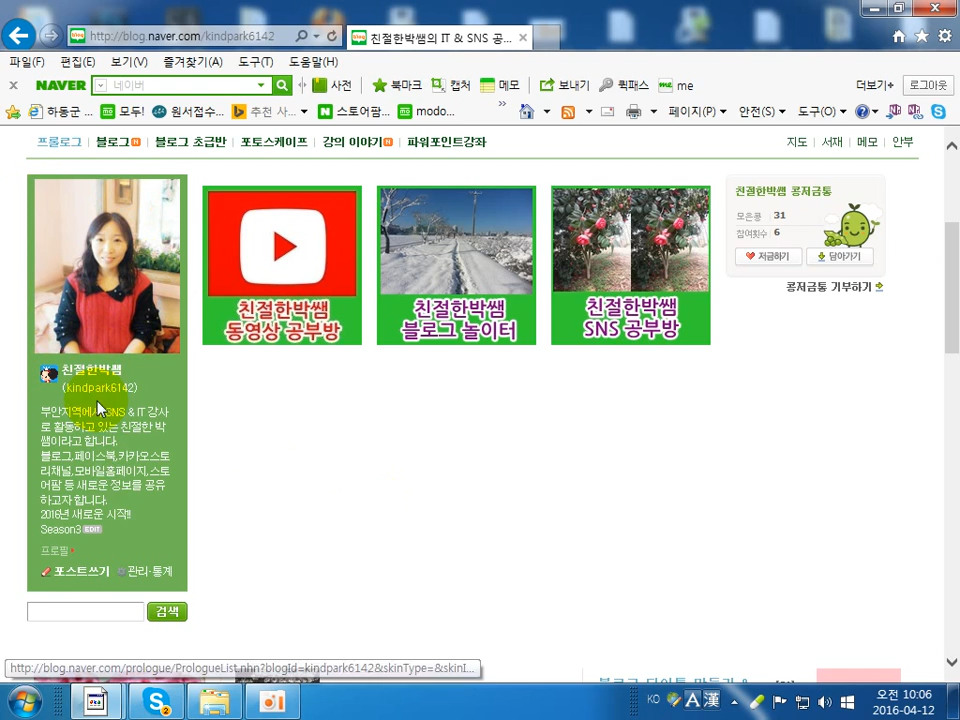 http://blog.naver.com/kindpark6142
친절한박쌤의 IT & SNS 공...
파일(F) 편집(E) 보기(V) 즐겨찾기(A) 도구(T) 도움말(H)
NAVER 네이버 사전 북마크 캡처 메모 보내기 퀵패스 me 더보기+ 로그아웃
하동군 ... 모두! 원서접수... 추천 사... 스토어팜... modo... 페이지(P) 안전(S) 도구(O)
프롤로그 블로그 블로그 초급반 포토스케이프 강의 이야기 파워포인트강좌 지도 서재 메모 안부
친절한박쌤
동영상 공부방
친절한박쌤
블로그 놀이터
친절한박쌤
SNS 공부방
친절한박쌤 콩저금통
모은콩 31
참여횟수 6
저금하기 담아가기
콩저금통 기부하기
친절한박쌤
(kindpark6142)
부안지역에서 SNS & IT 강사
로 활동하고 있는 친절한 박
쌤이라고 합니다.
블로그,페이스북,카카오스토
리채널,모바일홈페이지,스토
어팜 등 새로운 정보를 공유
하고자 합니다.
2016년 새로운 시작!!
Season3 EDIT
프로필
포스트쓰기 관리·통계
검색
http://blog.naver.com/prologue/PrologueList.nhn?blogId=kindpark6142&skinType=&skinI...
KO A 漢
오전 10:06
2016-04-12